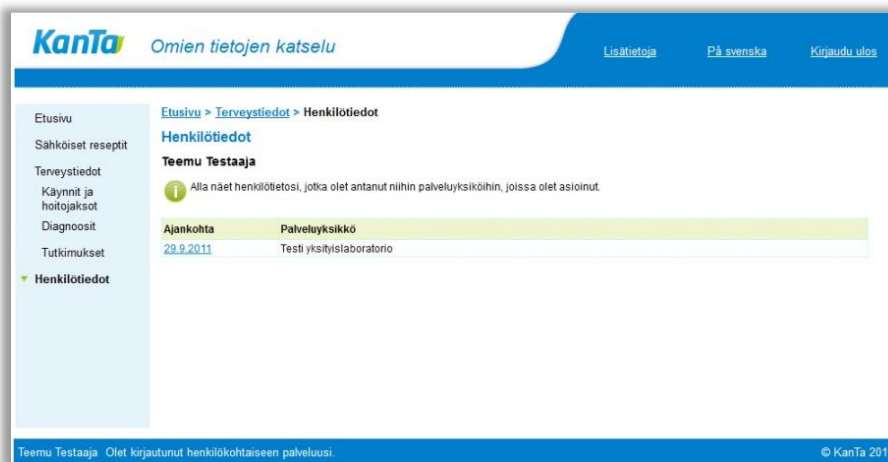 KanTa
Omien tietojen katselu
Lisätietoja
På svenska
Kirjaudu ulos
Etusivu
Sähköiset reseptit
Terveystiedot
Käynnit ja
hoitojaksot
Diagnoosit
Tutkimukset
Henkilötiedot
Etusivu > Terveystiedot > Henkilötiedot
Henkilötiedot
Teemu Testaaja
Alla näet henkilötietosi, jotka olet antanut niihin palveluyksiköihin, joissa olet asioinut.
Ajankohta Palveluyksikkö
29.9.2011 Testi yksityislaboratorio
Teemu Testaaja Olet kirjautunut henkilökohtaiseen palveluusi.
© KanTa 201